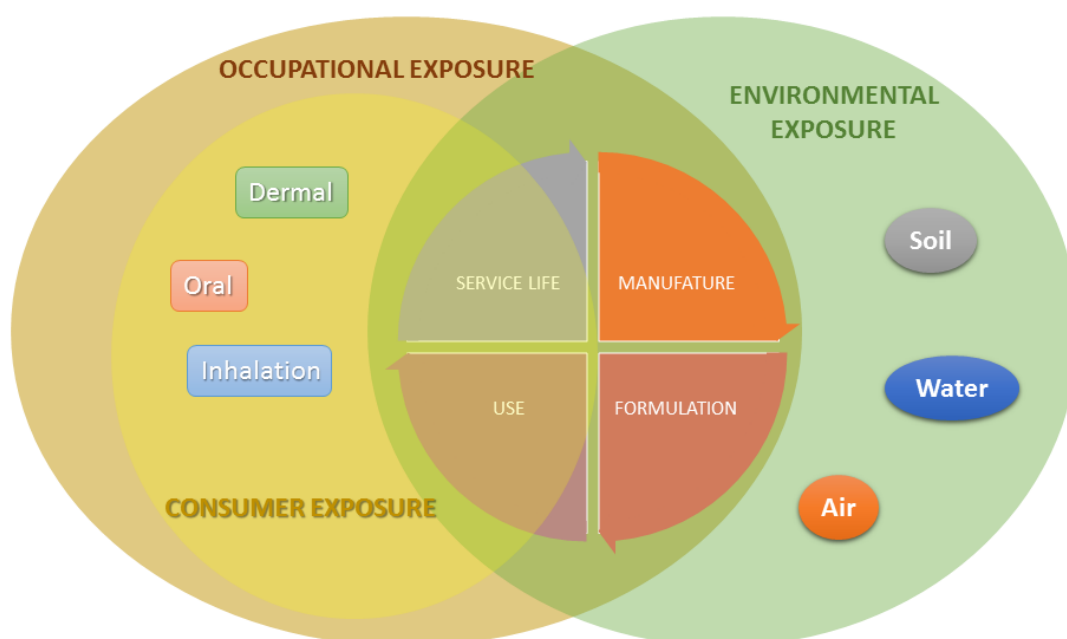 OCCUPATIONAL EXPOSURE
ENVIRONMENTAL
EXPOSURE
Dermal
Oral
Inhalation
CONSUMER EXPOSURE
SERVICE LIFE
MANUFATURE
USE
FORMULATION
Soil
Water
Air